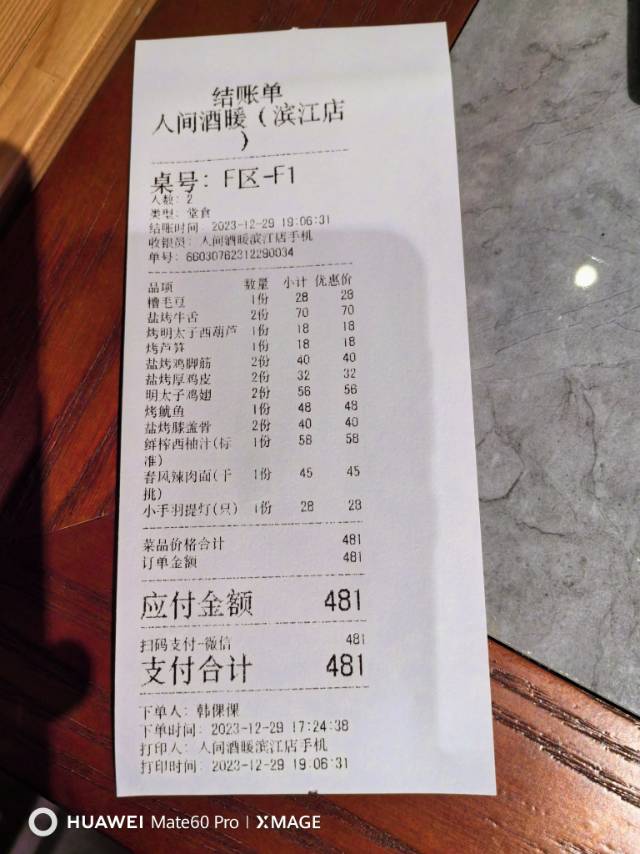 结账单
人间酒暖（滨江店
）
桌号: F区-F1
人数: 2
类型: 堂食
结账时间: 2023-12-29 19:06:31
收银员: 人间酒暖滨江店手机
单号: 66030762312290034
品项 数量 小计 优惠价
糟毛豆 1份 28 28
盐烤牛舌 2份 70 70
烤明太子西葫芦 1份 18 18
烤芦笋 1份 18 18
盐烤鸡脚筋 2份 40 40
盐烤厚鸡皮 2份 32 32
明太子鸡翅 2份 56 56
烤鱿鱼 1份 48 48
盐烤膝盖骨 2份 40 40
鲜榨西柚汁(标 1份 58 58
准)
春风辣肉面(干 1份 45 45
挑)
小手羽提灯(只) 1份 28 28
菜品价格合计 481
订单金额 481
应付金额 481
扫码支付-微信 481
支付合计 481
下单人: 韩倮倮
下单时间: 2023-12-29 17:24:38
打印人: 人间酒暖滨江店手机
打印时间: 2023-12-29 19:06:31
HUAWEI Mate60 Pro | XMAGE